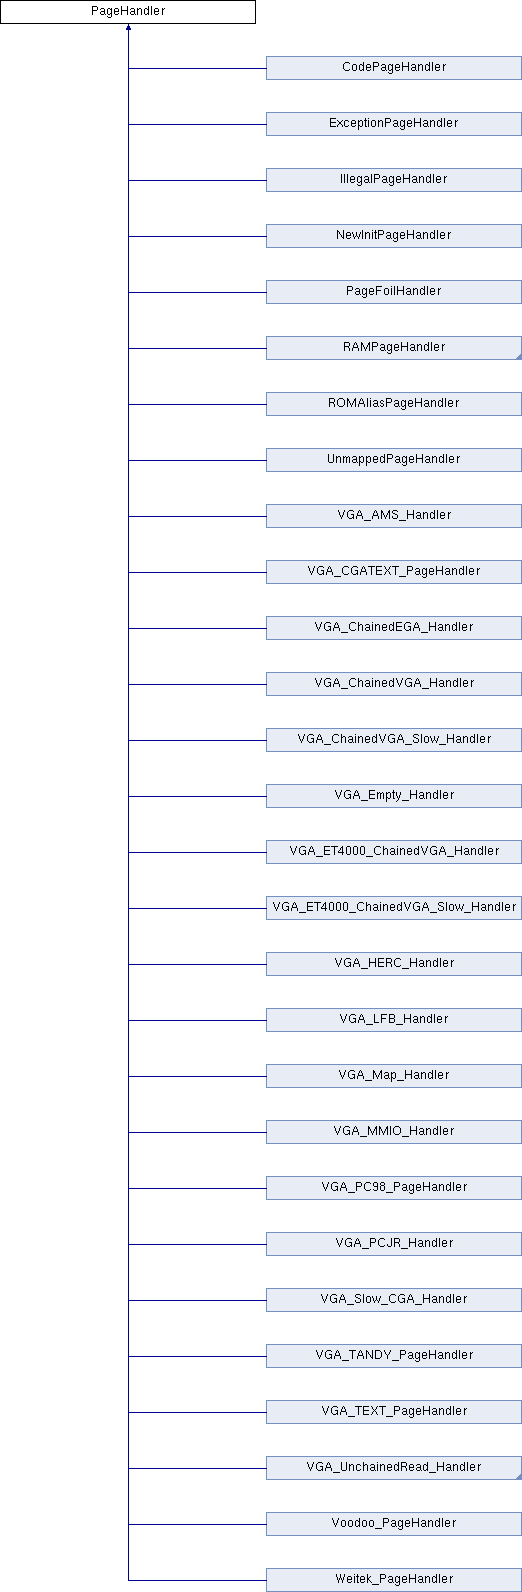 PageHandler
CodePageHandler
ExceptionPageHandler
IllegalPageHandler
NewInitPageHandler
PageFoilHandler
RAMPageHandler
ROMAliasPageHandler
UnmappedPageHandler
VGA_AMS_Handler
VGA_CGATEXT_PageHandler
VGA_ChainedEGA_Handler
VGA_ChainedVGA_Handler
VGA_ChainedVGA_Slow_Handler
VGA_Empty_Handler
VGA_ET4000_ChainedVGA_Handler
VGA_ET4000_ChainedVGA_Slow_Handler
VGA_HERC_Handler
VGA_LFB_Handler
VGA_Map_Handler
VGA_MMIO_Handler
VGA_PC98_PageHandler
VGA_PCJR_Handler
VGA_Slow_CGA_Handler
VGA_TANDY_PageHandler
VGA_TEXT_PageHandler
VGA_UnchainedRead_Handler
Voodoo_PageHandler
Weitek_PageHandler